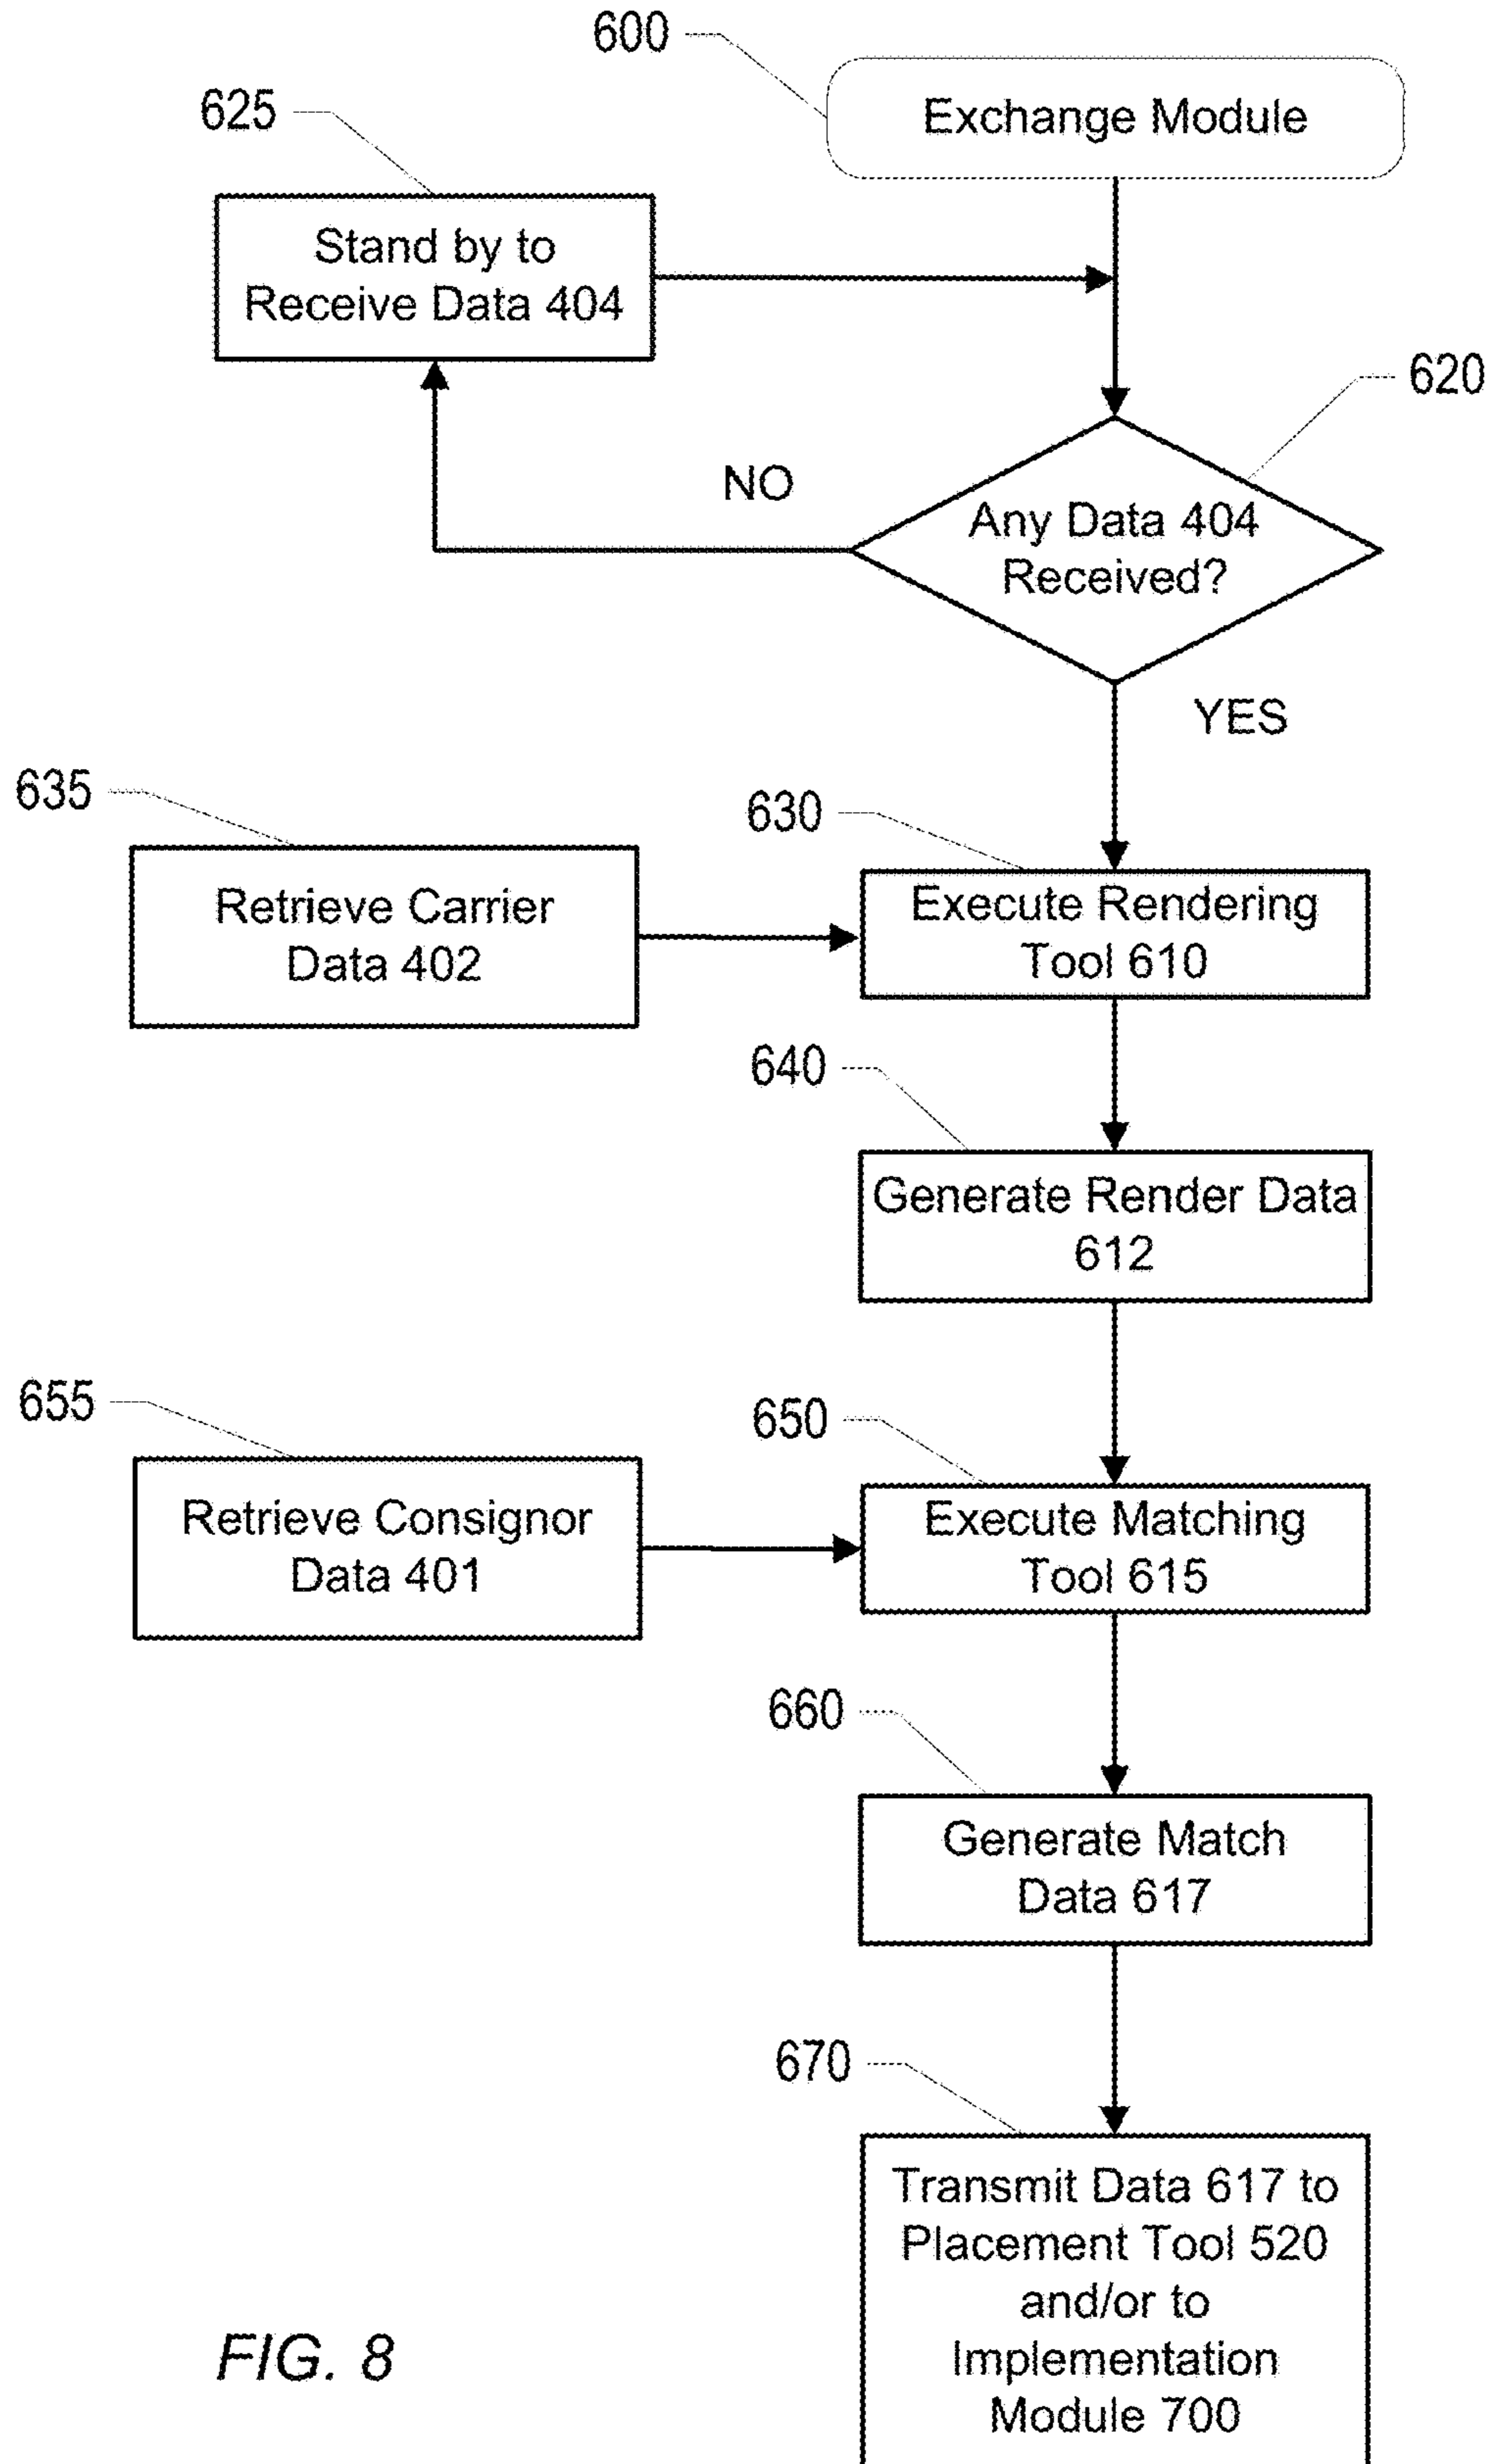 600
Exchange Module
625
Stand by to
Receive Data 404
620
NO
Any Data 404
Received?
YES
635
630
Retrieve Carrier
Data 402
Execute Rendering
Tool 610
640
Generate Render Data
612
655
650
Retrieve Consignor
Data 401
Execute Matching
Tool 615
660
Generate Match
Data 617
670
Transmit Data 617 to
Placement Tool 520
and/or to
Implementation
Module 700
FIG. 8